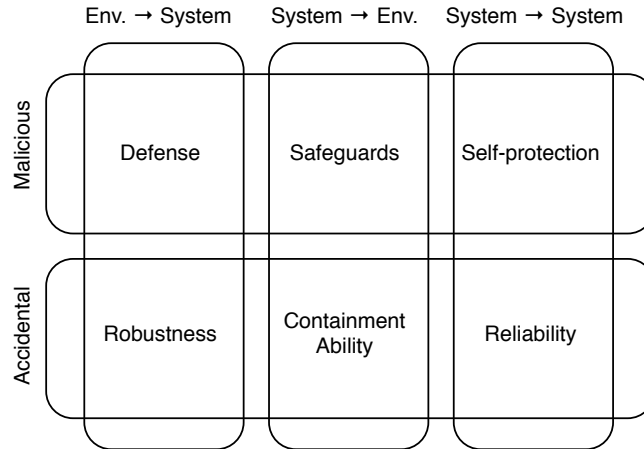 Env. → System
System → Env.
System → System
Malicious
Defense
Safeguards
Self-protection
Accidental
Robustness
Containment
Ability
Reliability